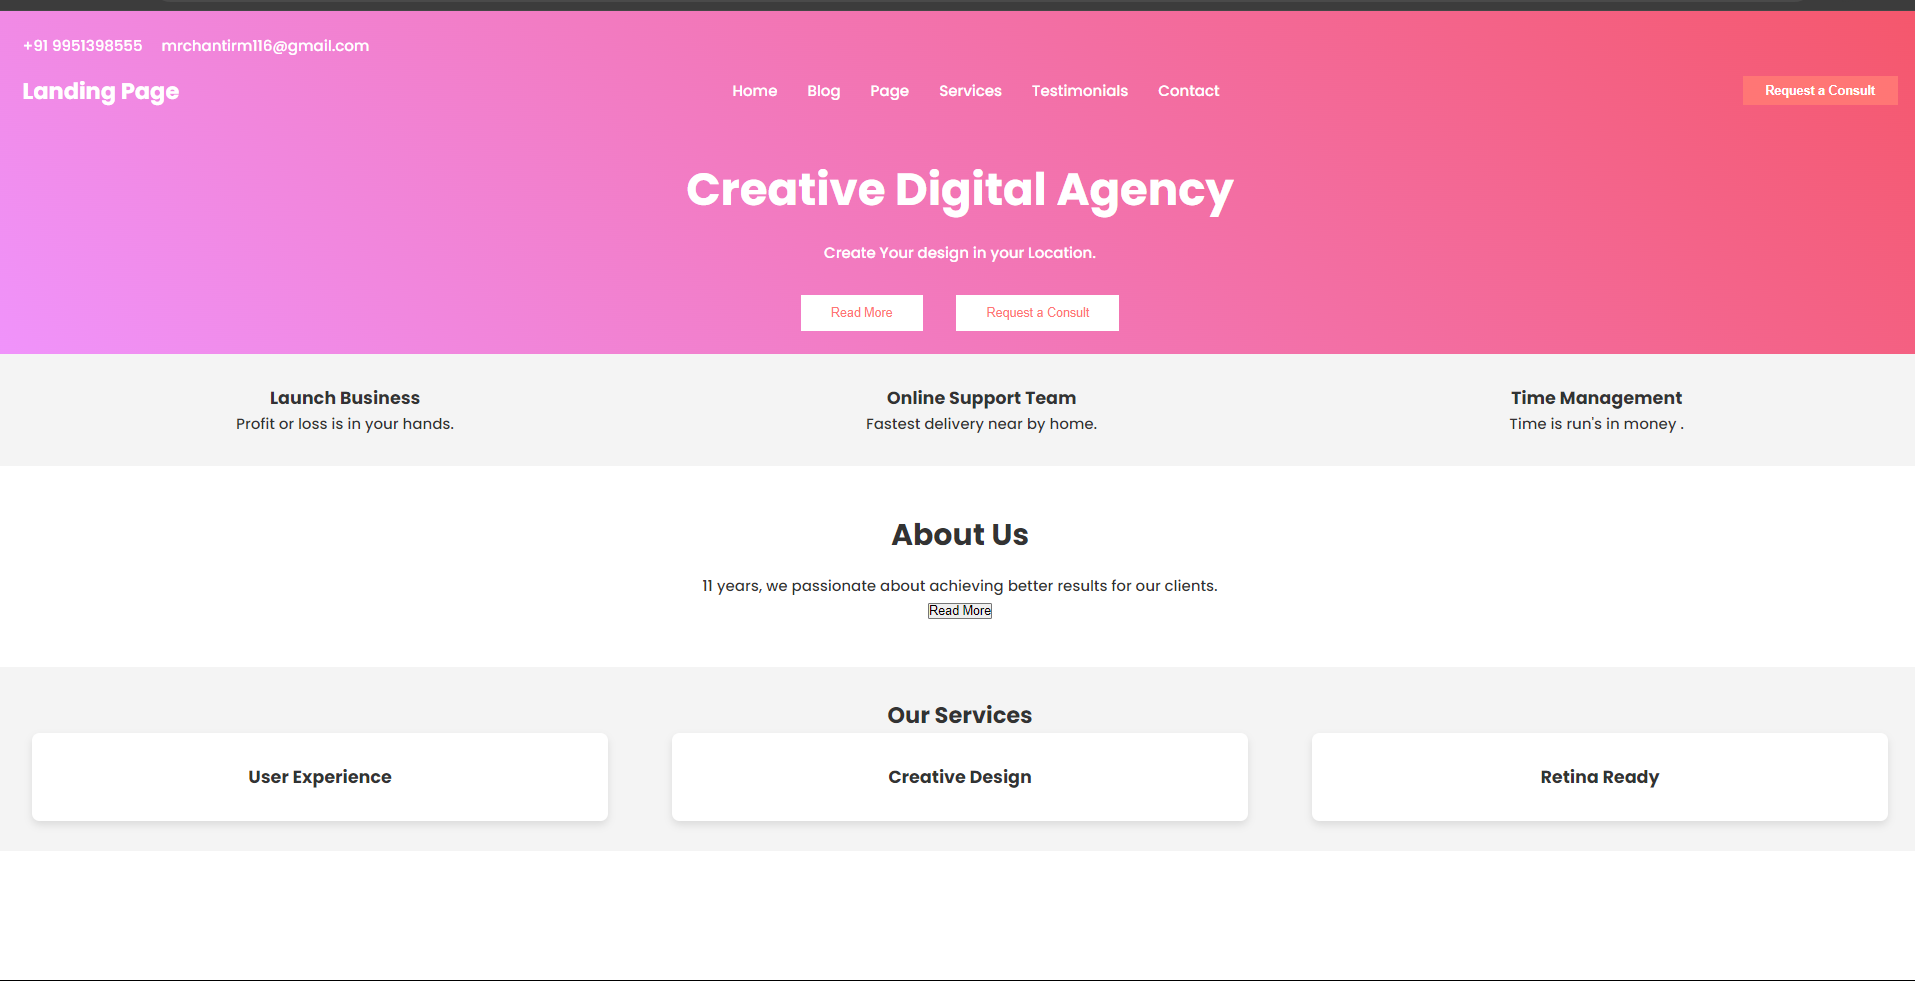 +91 9951398555 mrchantirm116@gmail.com
Landing Page Home Blog Page Services Testimonials Contact Request a Consult
Creative Digital Agency
Create Your design in your Location.
Read More Request a Consult
Launch Business Online Support Team Time Management
Profit or loss is in your hands. Fastest delivery near by home. Time is run's in money .
About Us
11 years, we passionate about achieving better results for our clients.
Read More
Our Services
User Experience Creative Design Retina Ready